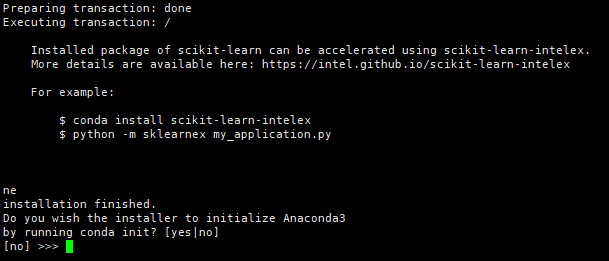 Preparing transaction: done
Executing transaction: /
Installed package of scikit-learn can be accelerated using scikit-learn-intelex.
More details are available here: https://intel.github.io/scikit-learn-intelex
For example:
$ conda install scikit-learn-intelex
$ python -m sklearnex my_application.py
ne
installation finished.
Do you wish the installer to initialize Anaconda3
by running conda init? [yes|no]
[no] >>>